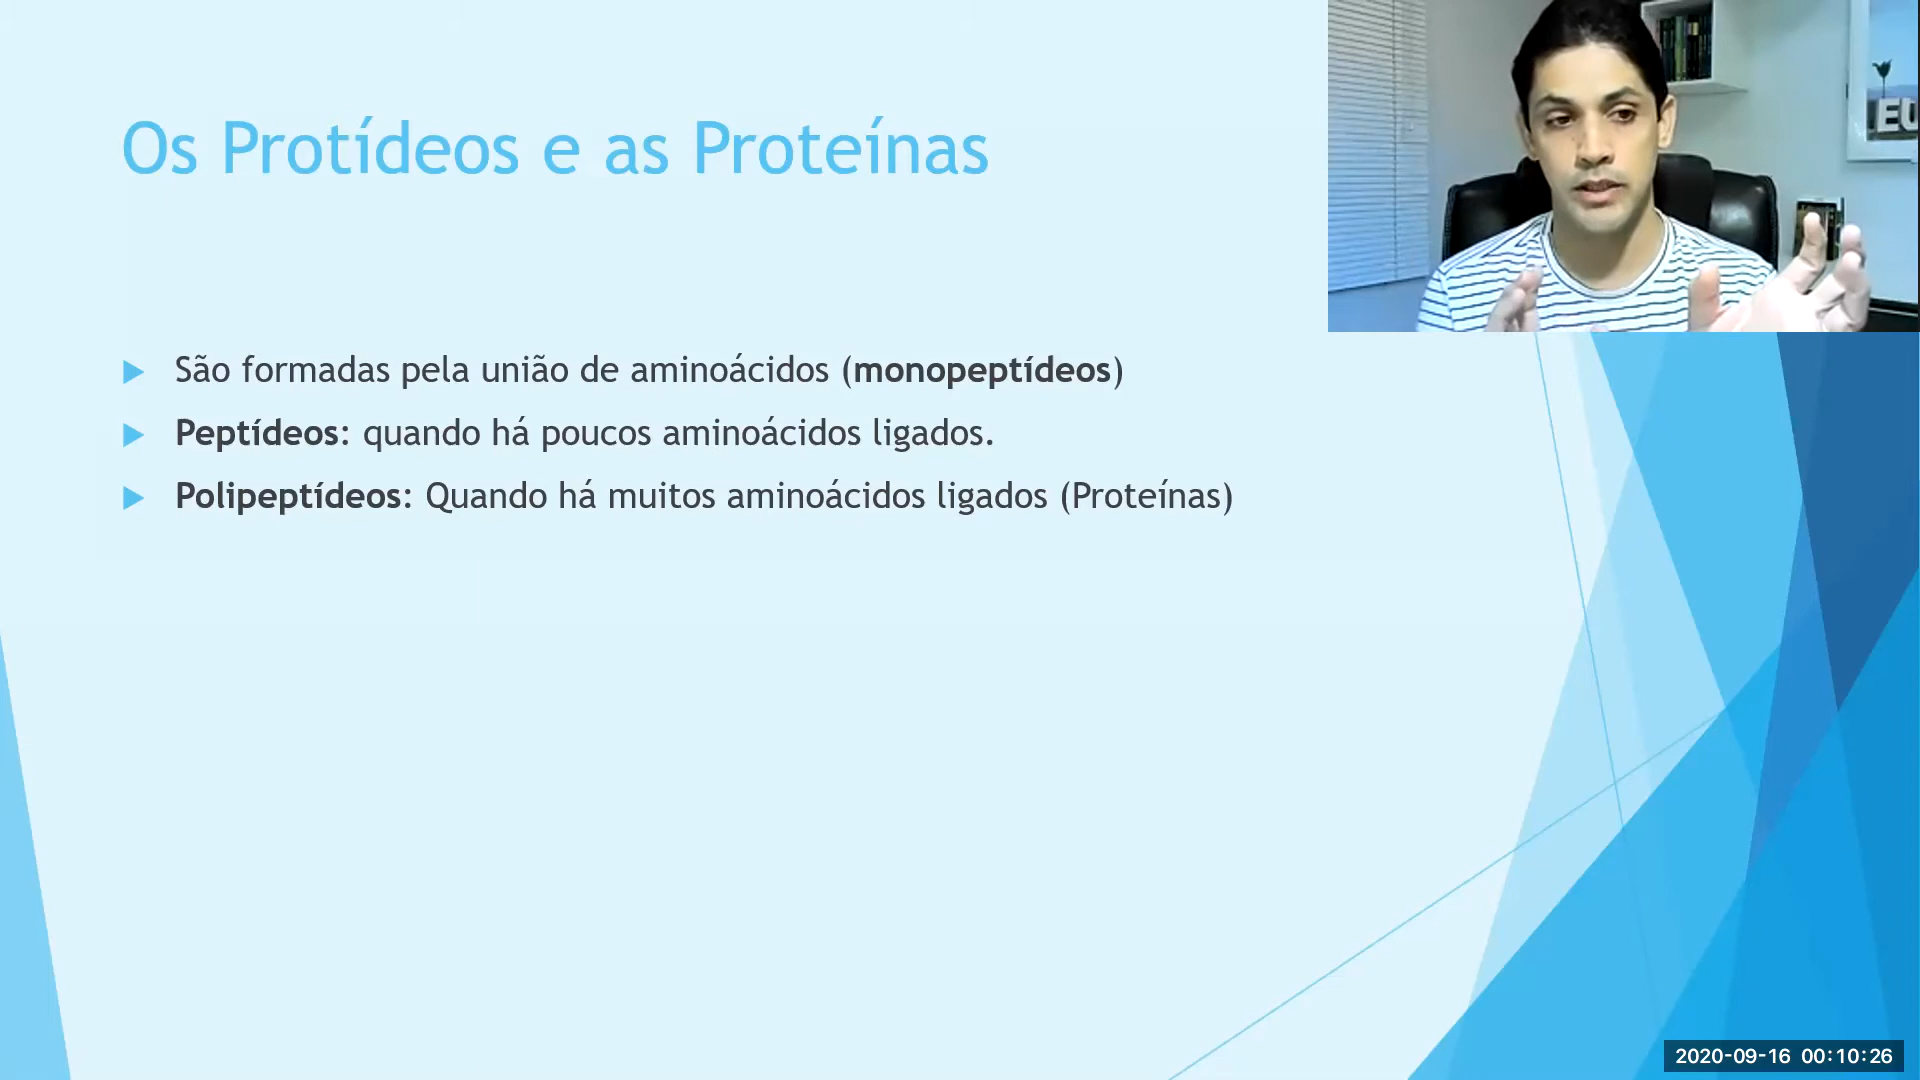 Os Protídeos e as Proteínas
São formadas pela união de aminoácidos (monopeptídeos)
Peptídeos: quando há poucos aminoácidos ligados.
Polipeptídeos: Quando há muitos aminoácidos ligados (Proteínas)
EU
2020-09-16 00:10:26